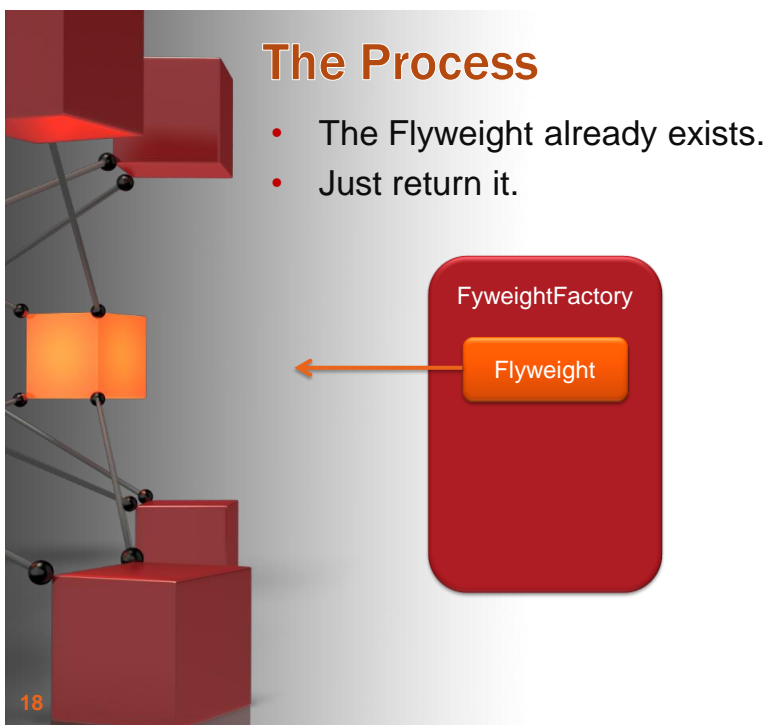 The Process
• The Flyweight already exists.
• Just return it.
FyweightFactory
Flyweight
18